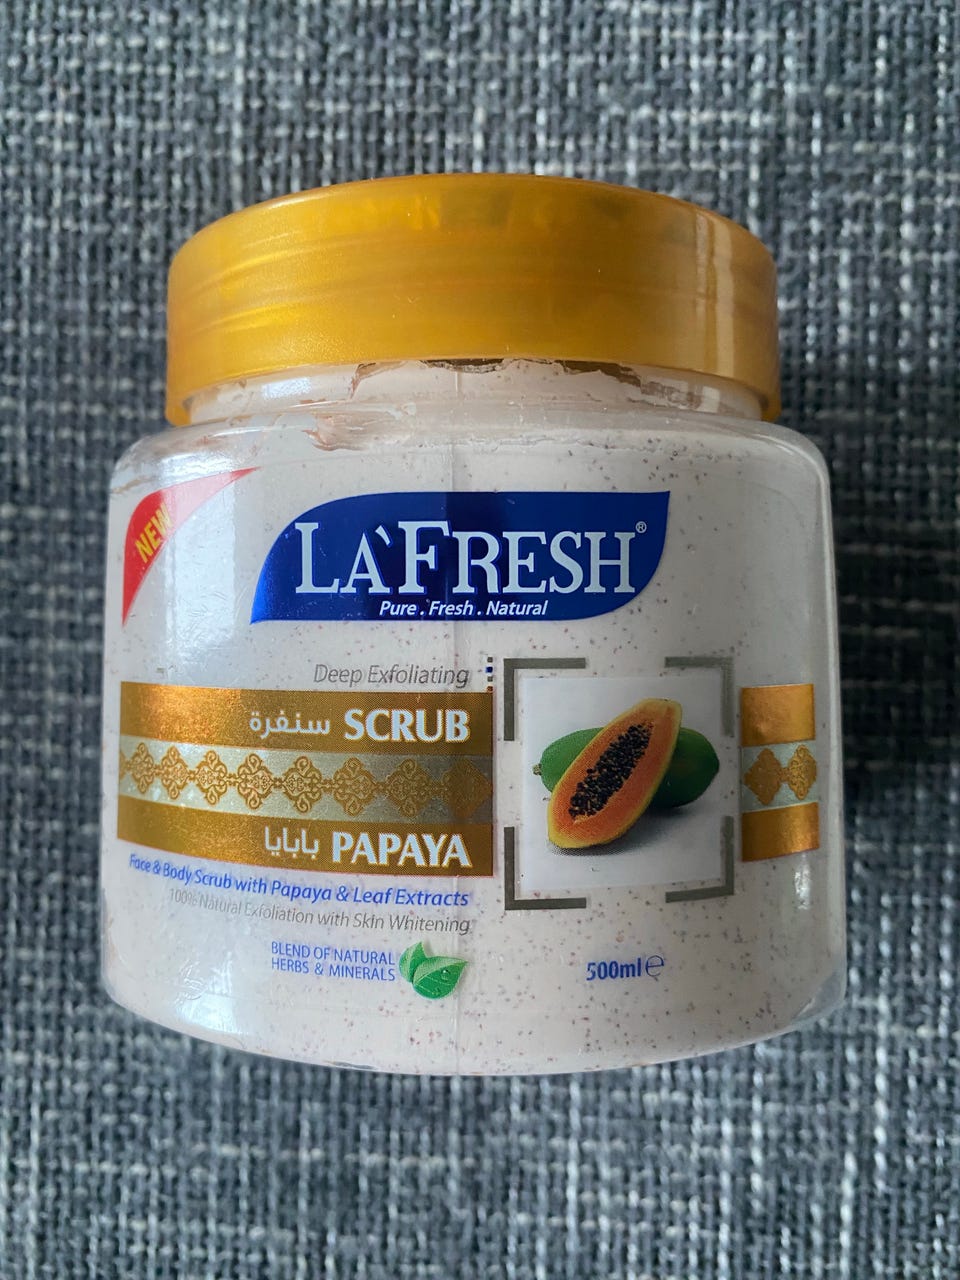 NEW
LA'FRESH®
Pure . Fresh . Natural
Deep Exfoliating
سنفرة SCRUB
بابايا PAPAYA
Face & Body Scrub with Papaya & Leaf Extracts
100% Natural Exfoliation with Skin Whitening
BLEND OF NATURAL
HERBS & MINERALS
500ml ℮